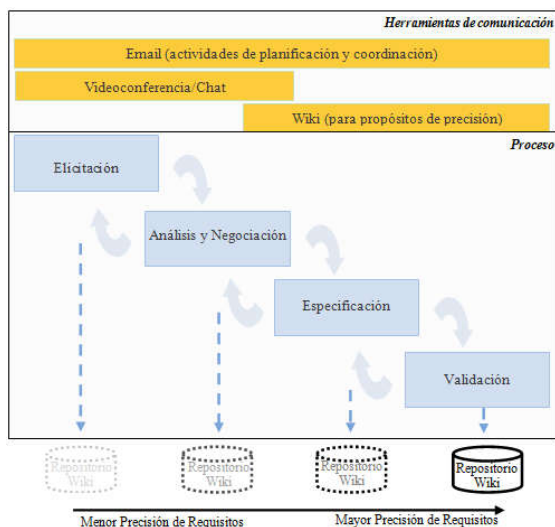 Herramientas de comunicación
Email (actividades de planificación y coordinación)
Videoconferencia/Chat
Wiki (para propósitos de precisión)
Proceso
Elicitación
Análisis y Negociación
Especificación
Validación
Repositorio
Wiki
Repositorio
Wiki
Repositorio
Wiki
Repositorio
Wiki
Menor Precisión de Requisitos
Mayor Precisión de Requisitos